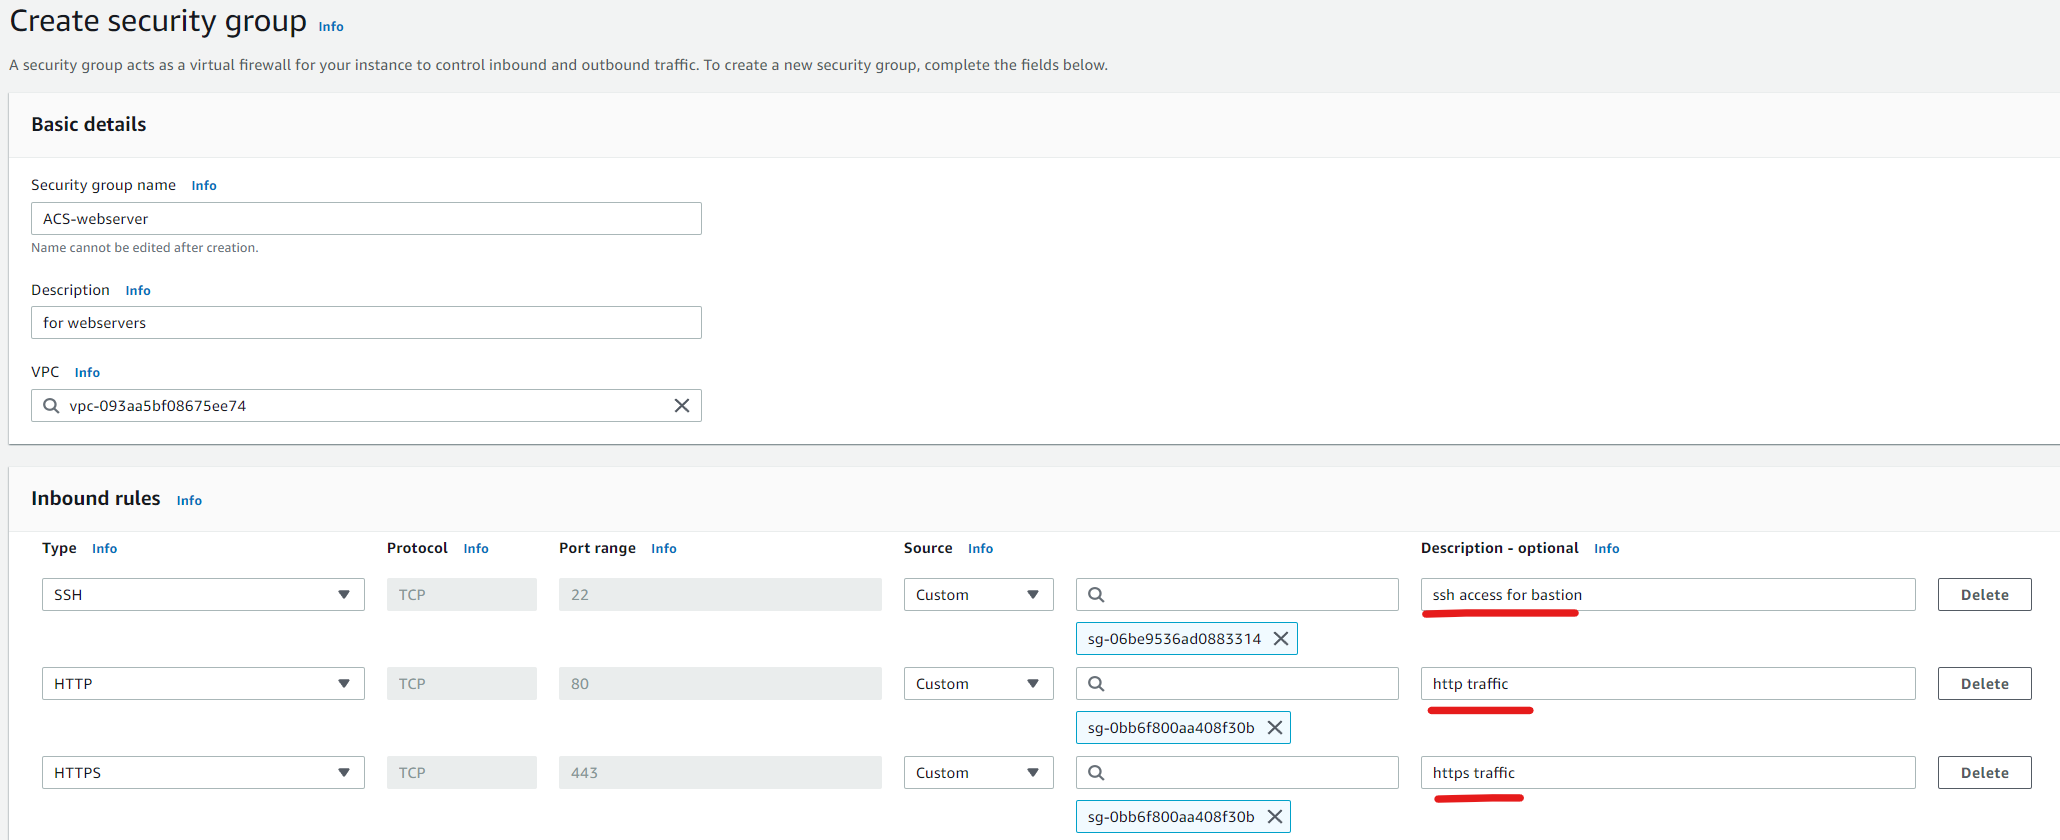 Create security group Info
A security group acts as a virtual firewall for your instance to control inbound and outbound traffic. To create a new security group, complete the fields below.
Basic details
Security group name Info
ACS-webserver
Name cannot be edited after creation.
Description Info
for webservers
VPC Info
vpc-093aa5bf08675ee74
Inbound rules Info
Type Info Protocol Info Port range Info Source Info Description - optional Info
SSH TCP 22 Custom ssh access for bastion Delete
sg-06be9536ad0883314
HTTP TCP 80 Custom http traffic Delete
sg-0bb6f800aa408f30b
HTTPS TCP 443 Custom https traffic Delete
sg-0bb6f800aa408f30b